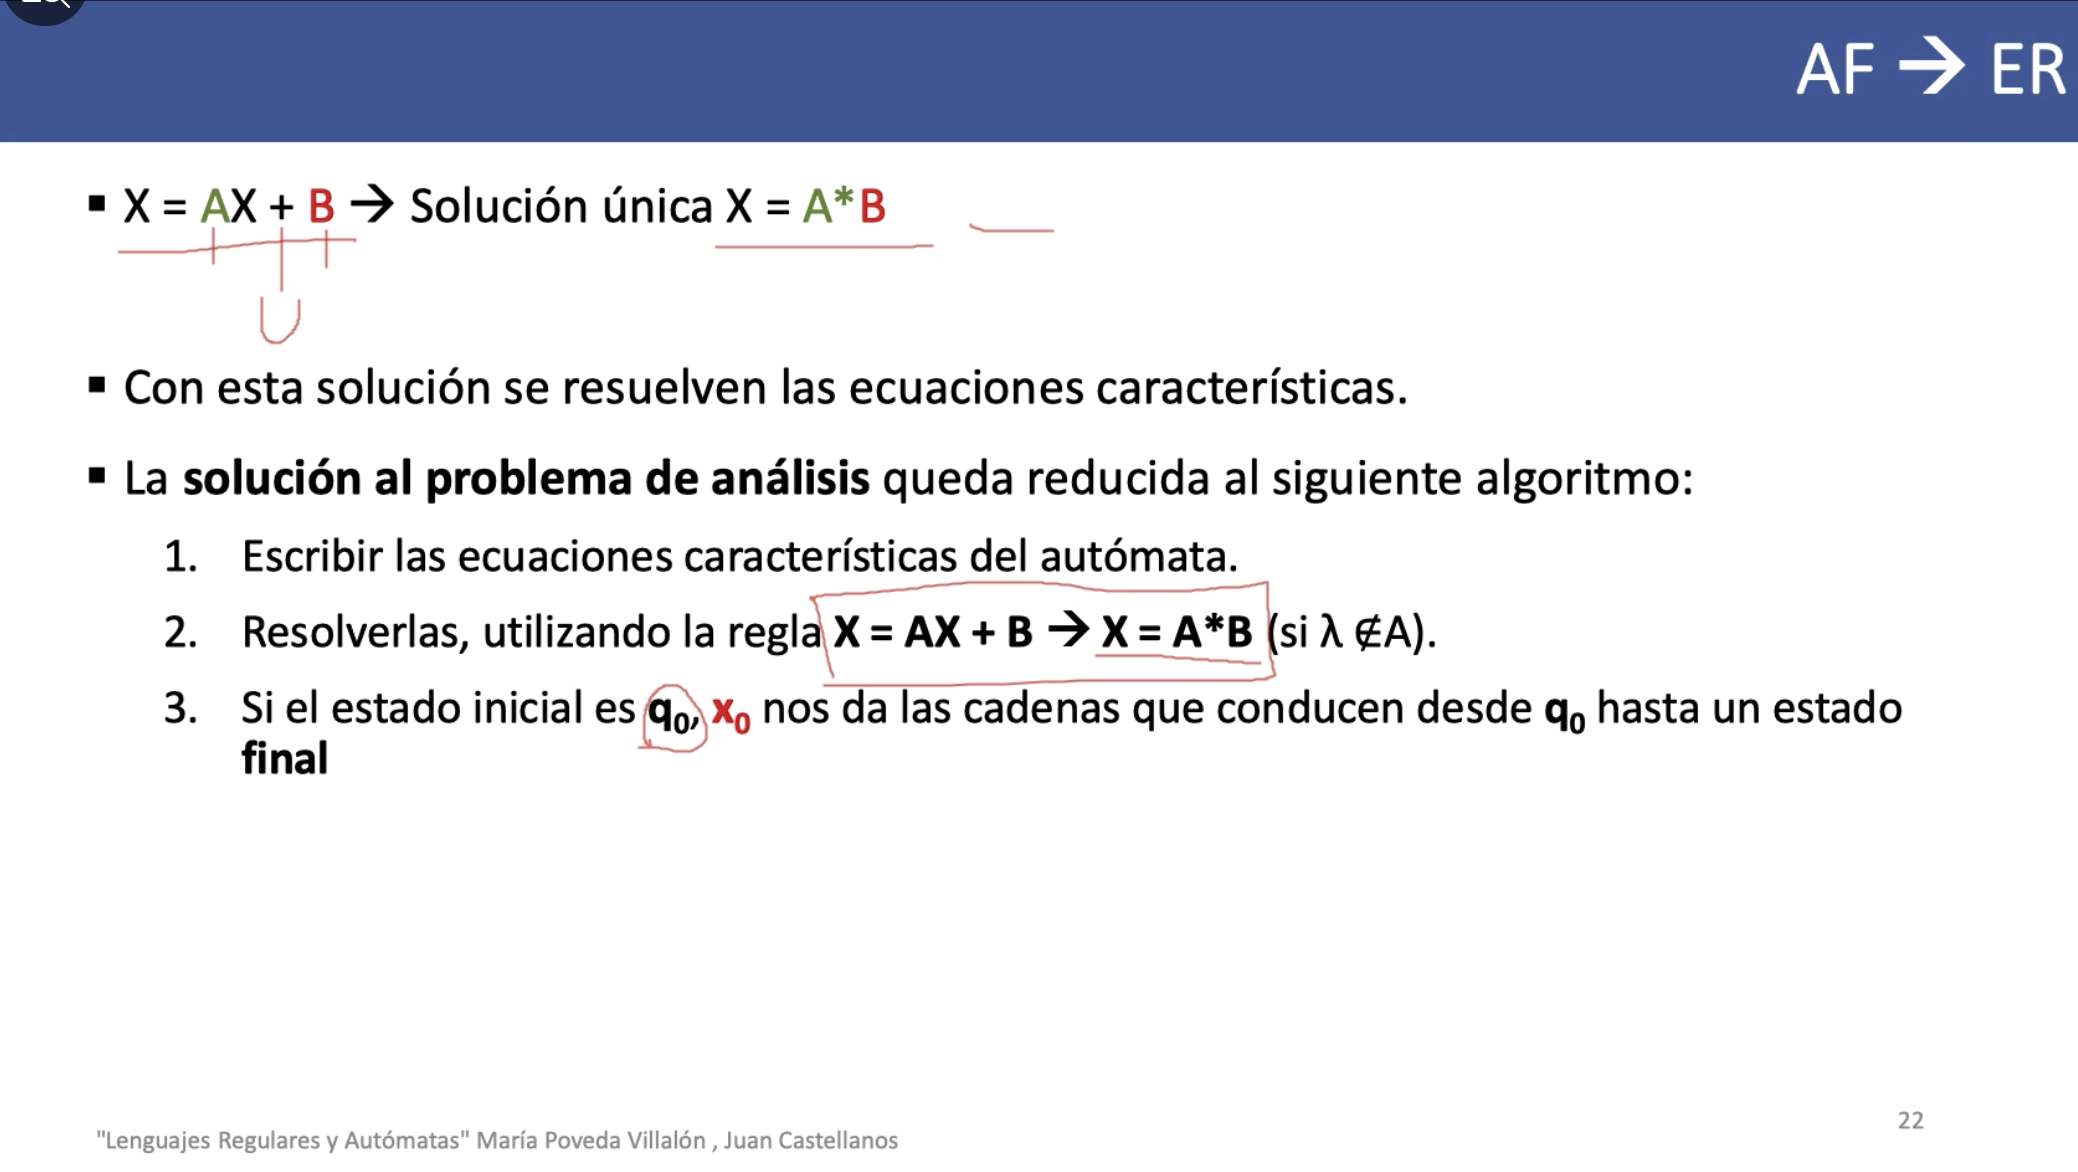 AF → ER
▪ X = AX + B → Solución única X = A*B
U
▪ Con esta solución se resuelven las ecuaciones características.
▪ La solución al problema de análisis queda reducida al siguiente algoritmo:
1. Escribir las ecuaciones características del autómata.
2. Resolverlas, utilizando la regla X = AX + B → X = A*B (si λ ∉A).
3. Si el estado inicial es q₀, x₀ nos da las cadenas que conducen desde q₀ hasta un estado
final
22
"Lenguajes Regulares y Autómatas" María Poveda Villalón , Juan Castellanos